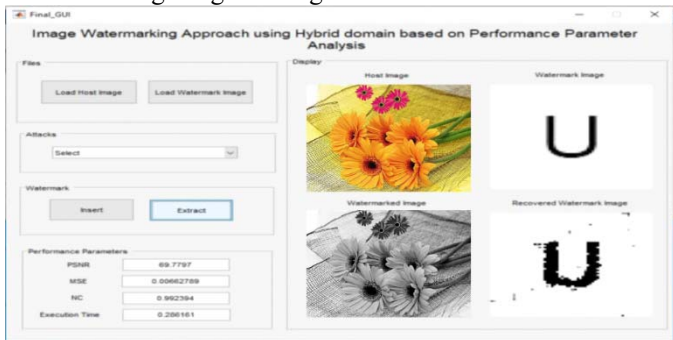 Final_GUI
Image Watermarking Approach using Hybrid domain based on Performance Parameter
Analysis
Files
Load Host Image
Load Watermark Image
Attacks
Select
Watermark
Insert
Extract
Performance Parameters
PSNR 69.7797
MSE 0.00662789
NC 0.992394
Execution Time 0.286161
Display
Host Image
Watermark Image
U
Watermarked Image
Recovered Watermark Image
U